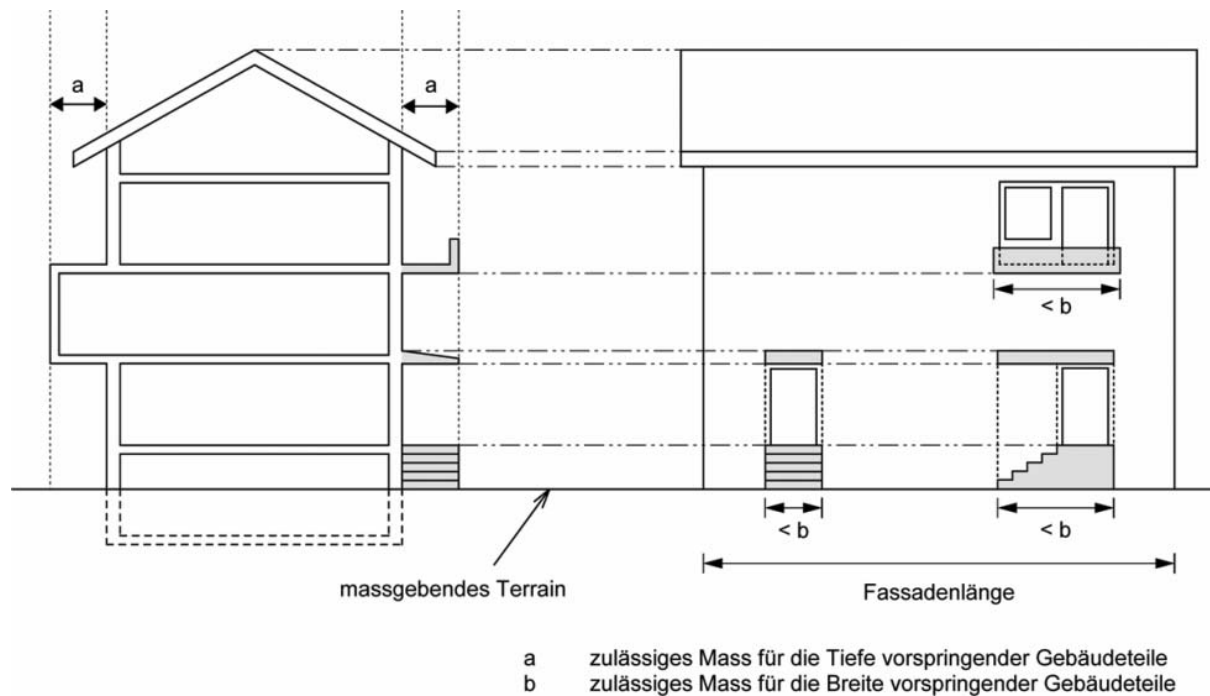 a
a
< b
< b
< b
massgebendes Terrain
Fassadenlänge
a zulässiges Mass für die Tiefe vorspringender Gebäudeteile
b zulässiges Mass für die Breite vorspringender Gebäudeteile